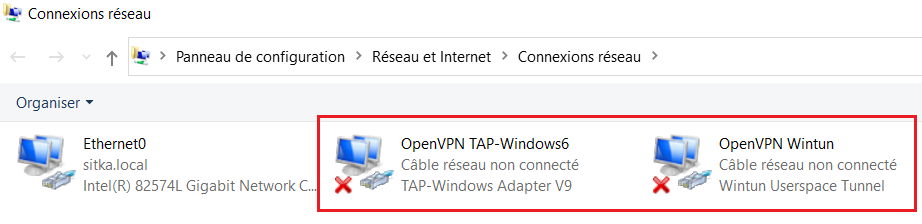 Connexions réseau
Panneau de configuration > Réseau et Internet > Connexions réseau >
Organiser
Ethernet0
sitka.local
Intel(R) 82574L Gigabit Network C...
OpenVPN TAP-Windows6
Câble réseau non connecté
TAP-Windows Adapter V9
OpenVPN Wintun
Câble réseau non connecté
Wintun Userspace Tunnel